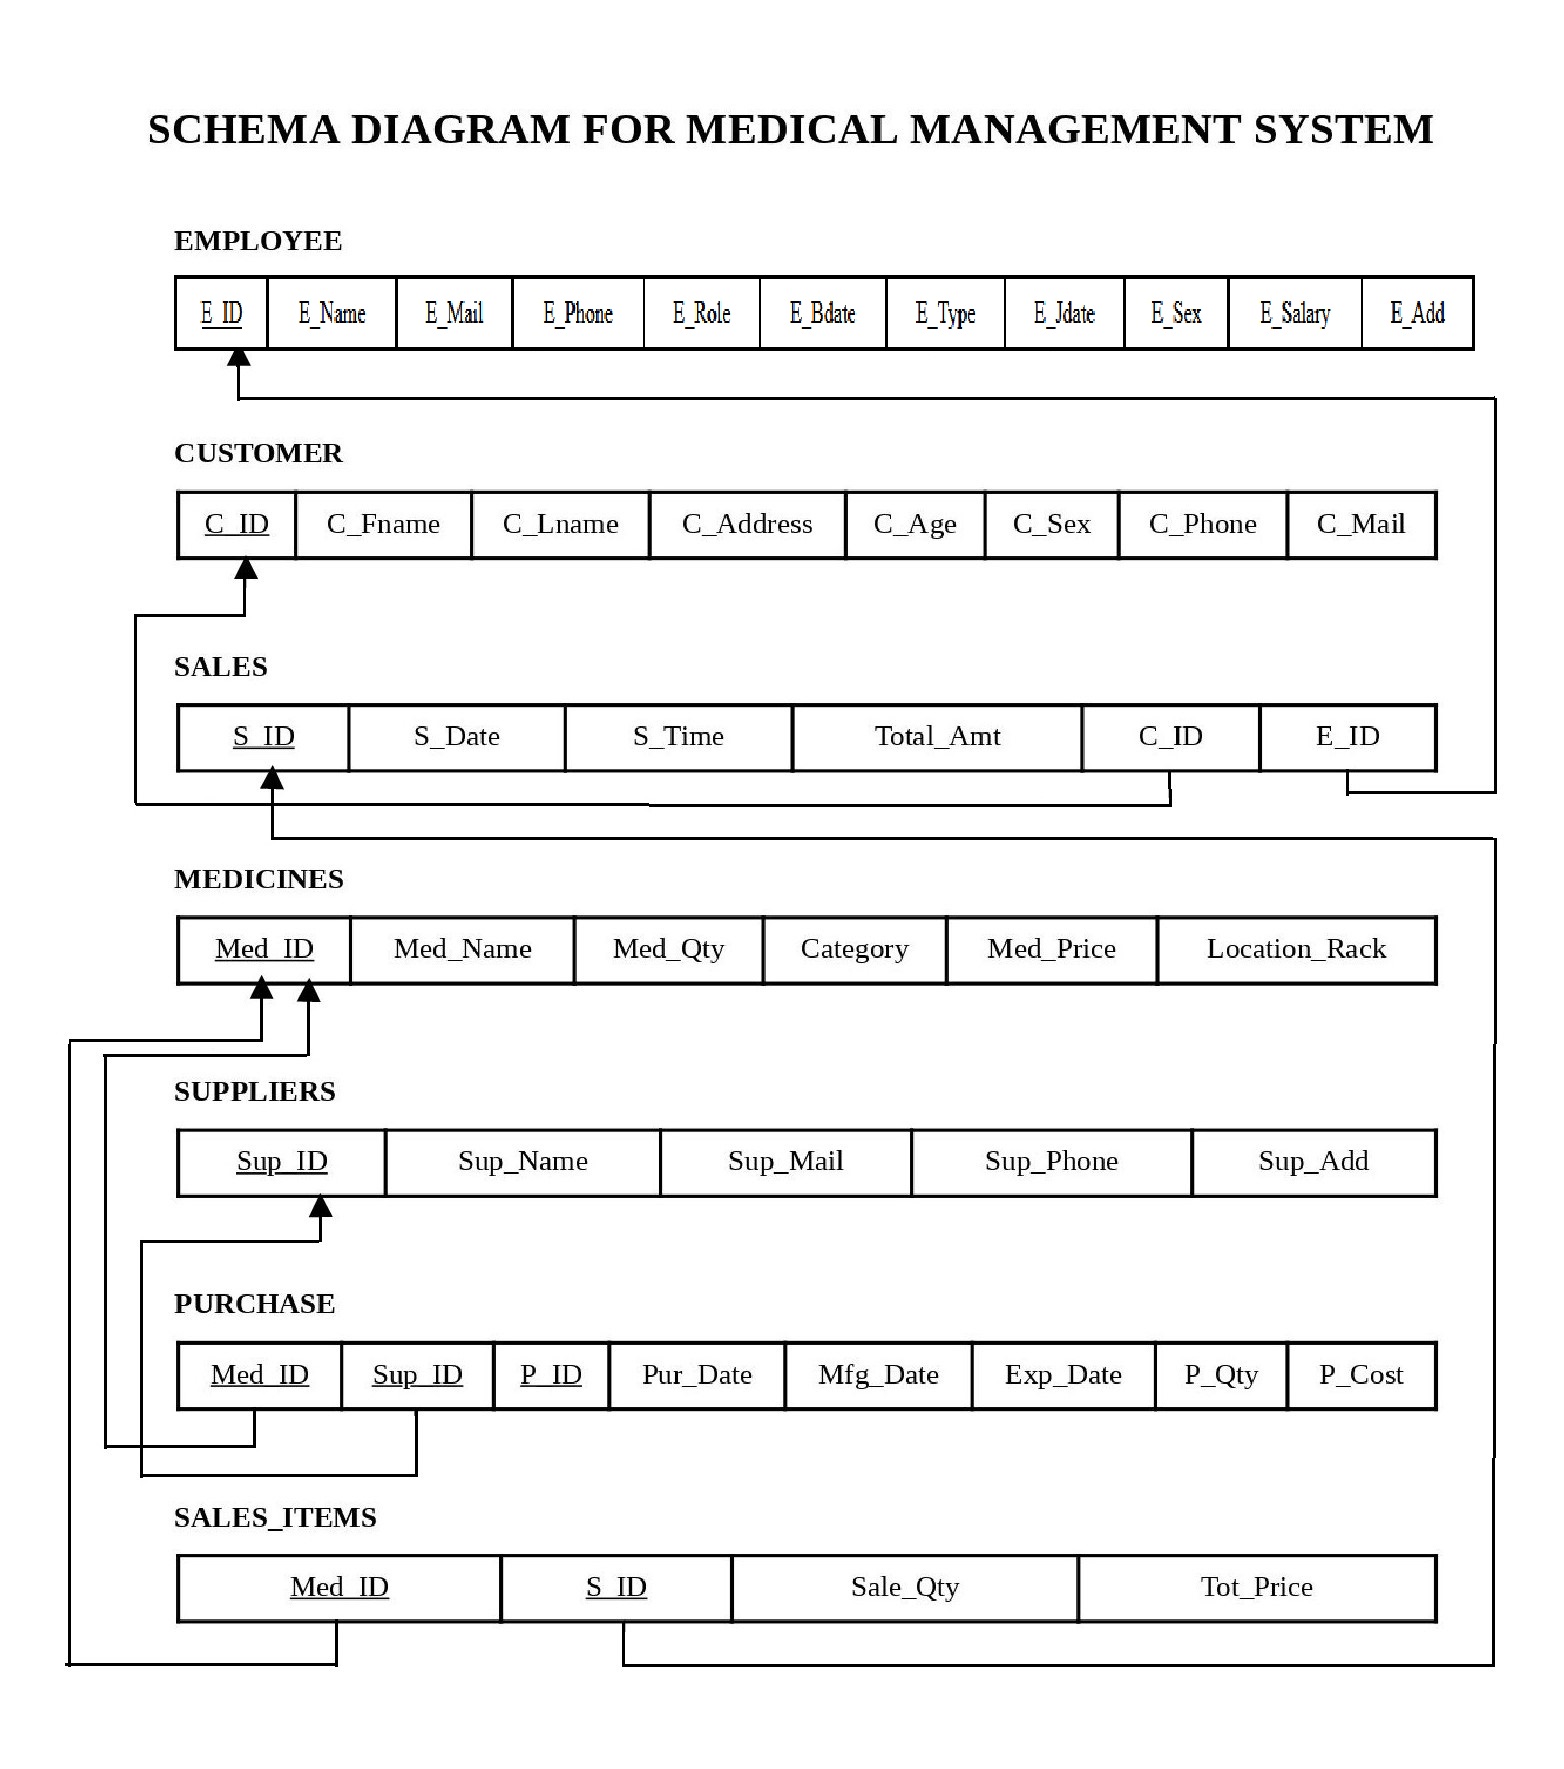 SCHEMA DIAGRAM FOR MEDICAL MANAGEMENT SYSTEM
EMPLOYEE
E_ID E_Name E_Mail E_Phone E_Role E_Bdate E_Type E_Jdate E_Sex E_Salary E_Add
CUSTOMER
C_ID C_Fname C_Lname C_Address C_Age C_Sex C_Phone C_Mail
SALES
S_ID S_Date S_Time Total_Amt C_ID E_ID
MEDICINES
Med_ID Med_Name Med_Qty Category Med_Price Location_Rack
SUPPLIERS
Sup_ID Sup_Name Sup_Mail Sup_Phone Sup_Add
PURCHASE
Med_ID Sup_ID P_ID Pur_Date Mfg_Date Exp_Date P_Qty P_Cost
SALES_ITEMS
Med_ID S_ID Sale_Qty Tot_Price